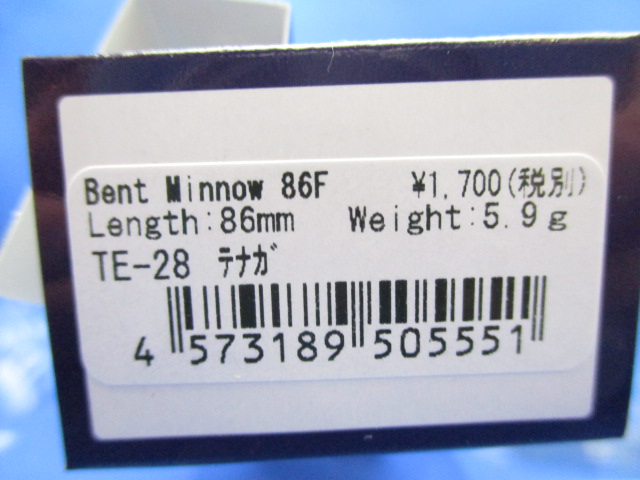 Bent Minnow 86F ¥1,700(税別)
Length:86mm Weight:5.9g
TE-28 ﾃﾅｶﾞ
4 573189 505551